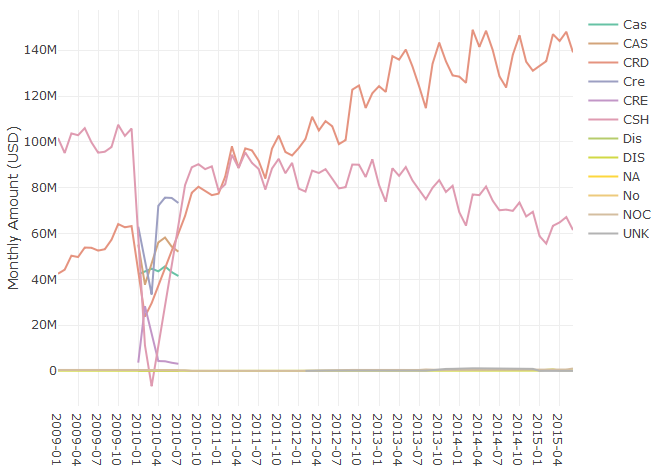 Monthly Amount (USD)
140M
120M
100M
80M
60M
40M
20M
0
2009-01
2009-04
2009-07
2009-10
2010-01
2010-04
2010-07
2010-10
2011-01
2011-04
2011-07
2011-10
2012-01
2012-04
2012-07
2012-10
2013-01
2013-04
2013-07
2013-10
2014-01
2014-04
2014-07
2014-10
2015-01
2015-04
Cas
CAS
CRD
Cre
CRE
CSH
Dis
DIS
NA
No
NOC
UNK